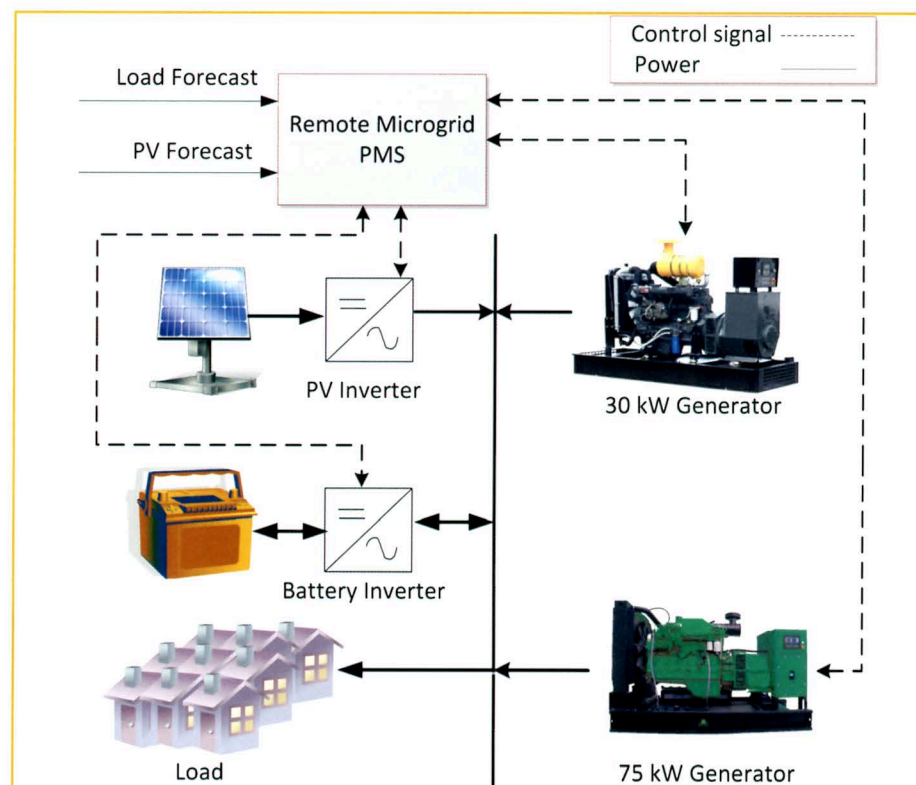 Control signal
Power
Load Forecast
PV Forecast
Remote Microgrid
PMS
PV Inverter
30 kW Generator
Battery Inverter
Load
75 kW Generator